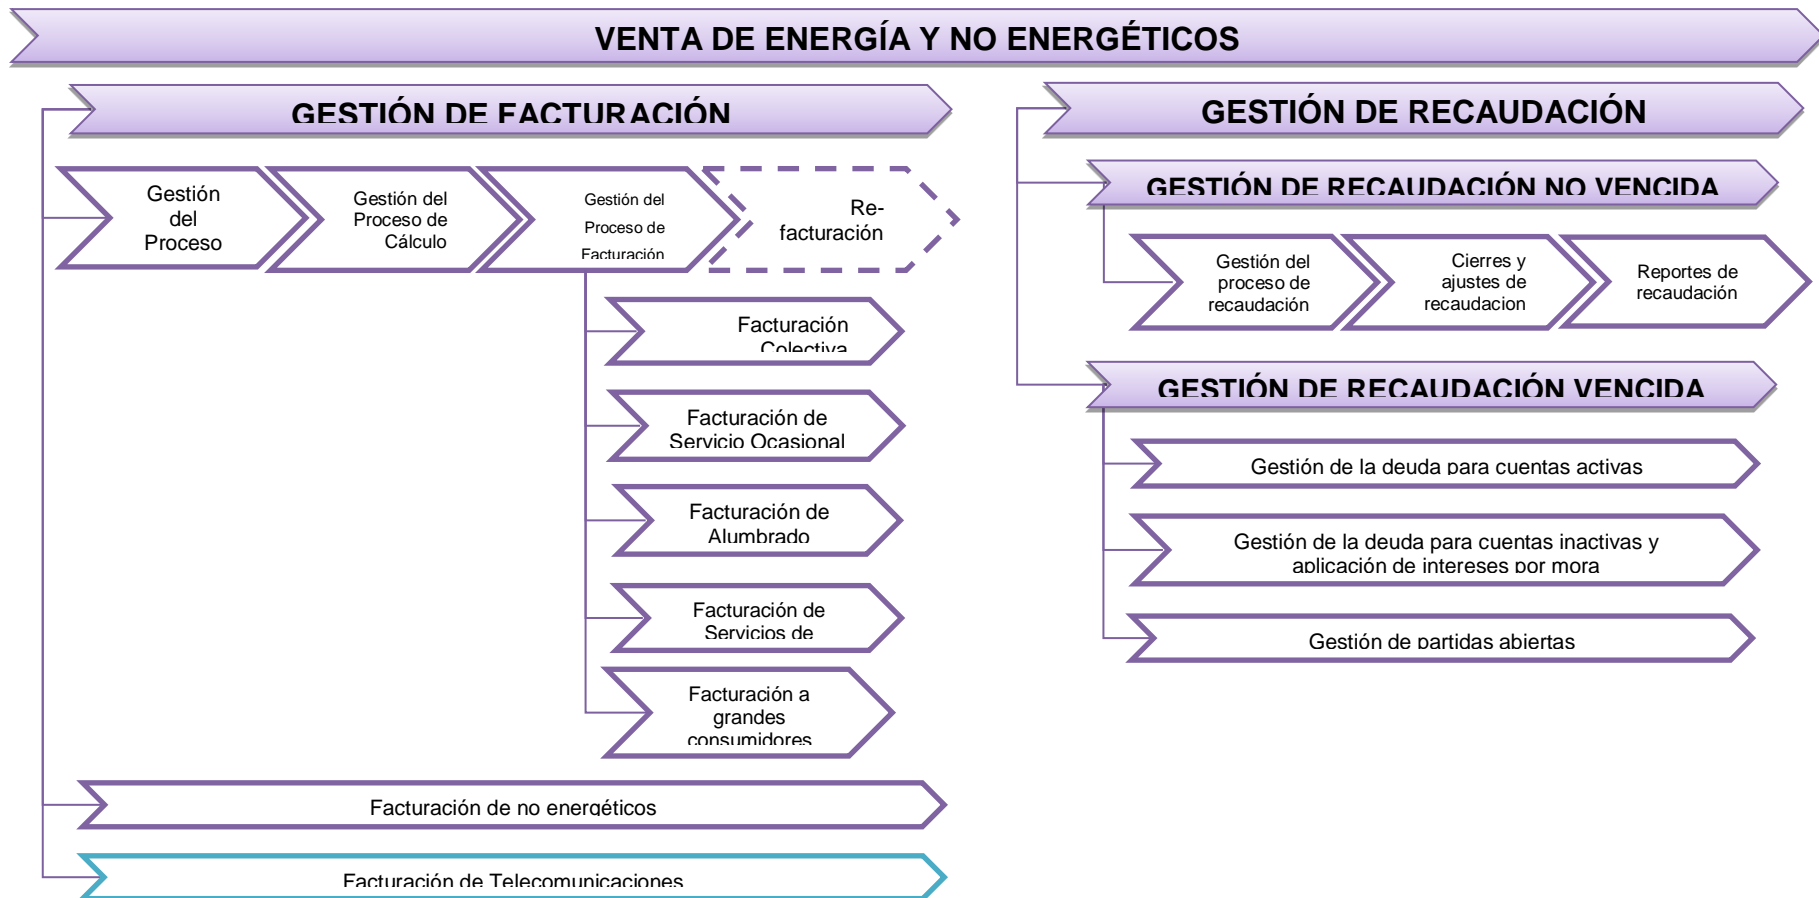 VENTA DE ENERGÍA Y NO ENERGÉTICOS
GESTIÓN DE FACTURACIÓN
Gestión
del
Proceso
Gestión del
Proceso de
Cálculo
Gestión del
Proceso de
Facturación
Re-
facturación
Facturación
Colectiva
Facturación de
Servicio Ocasional
Facturación de
Alumbrado
Facturación de
Servicios de
Facturación a
grandes
consumidores
Facturación de no energéticos
Facturación de Telecomunicaciones
GESTIÓN DE RECAUDACIÓN
GESTIÓN DE RECAUDACIÓN NO VENCIDA
Gestión del
proceso de
recaudación
Cierres y
ajustes de
recaudacion
Reportes de
recaudación
GESTIÓN DE RECAUDACIÓN VENCIDA
Gestión de la deuda para cuentas activas
Gestión de la deuda para cuentas inactivas y
aplicación de intereses por mora
Gestión de partidas abiertas